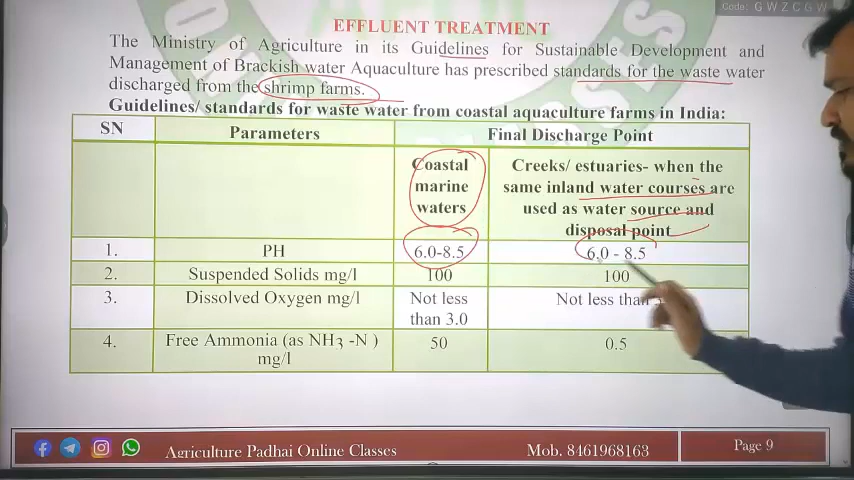 Code: G W Z C G W
EFFLUENT TREATMENT
The Ministry of Agriculture in its Guidelines for Sustainable Development and
Management of Brackish water Aquaculture has prescribed standards for the waste water
discharged from the shrimp farms.
Guidelines/ standards for waste water from coastal aquaculture farms in India:
SN Parameters Final Discharge Point
Coastal marine waters
Creeks/ estuaries- when the same inland water courses are used as water source and disposal point
1. PH 6.0-8.5 6.0 - 8.5
2. Suspended Solids mg/l 100 100
3. Dissolved Oxygen mg/l Not less than 3.0 Not less than
4. Free Ammonia (as NH3 -N ) mg/l 50 0.5
Agriculture Padhai Online Classes Mob. 8461968163 Page 9